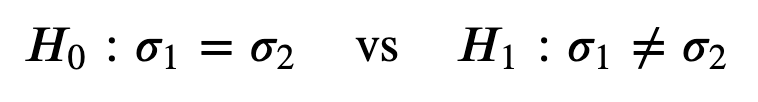 H₀ : σ₁ = σ₂ vs H₁ : σ₁ ≠ σ₂